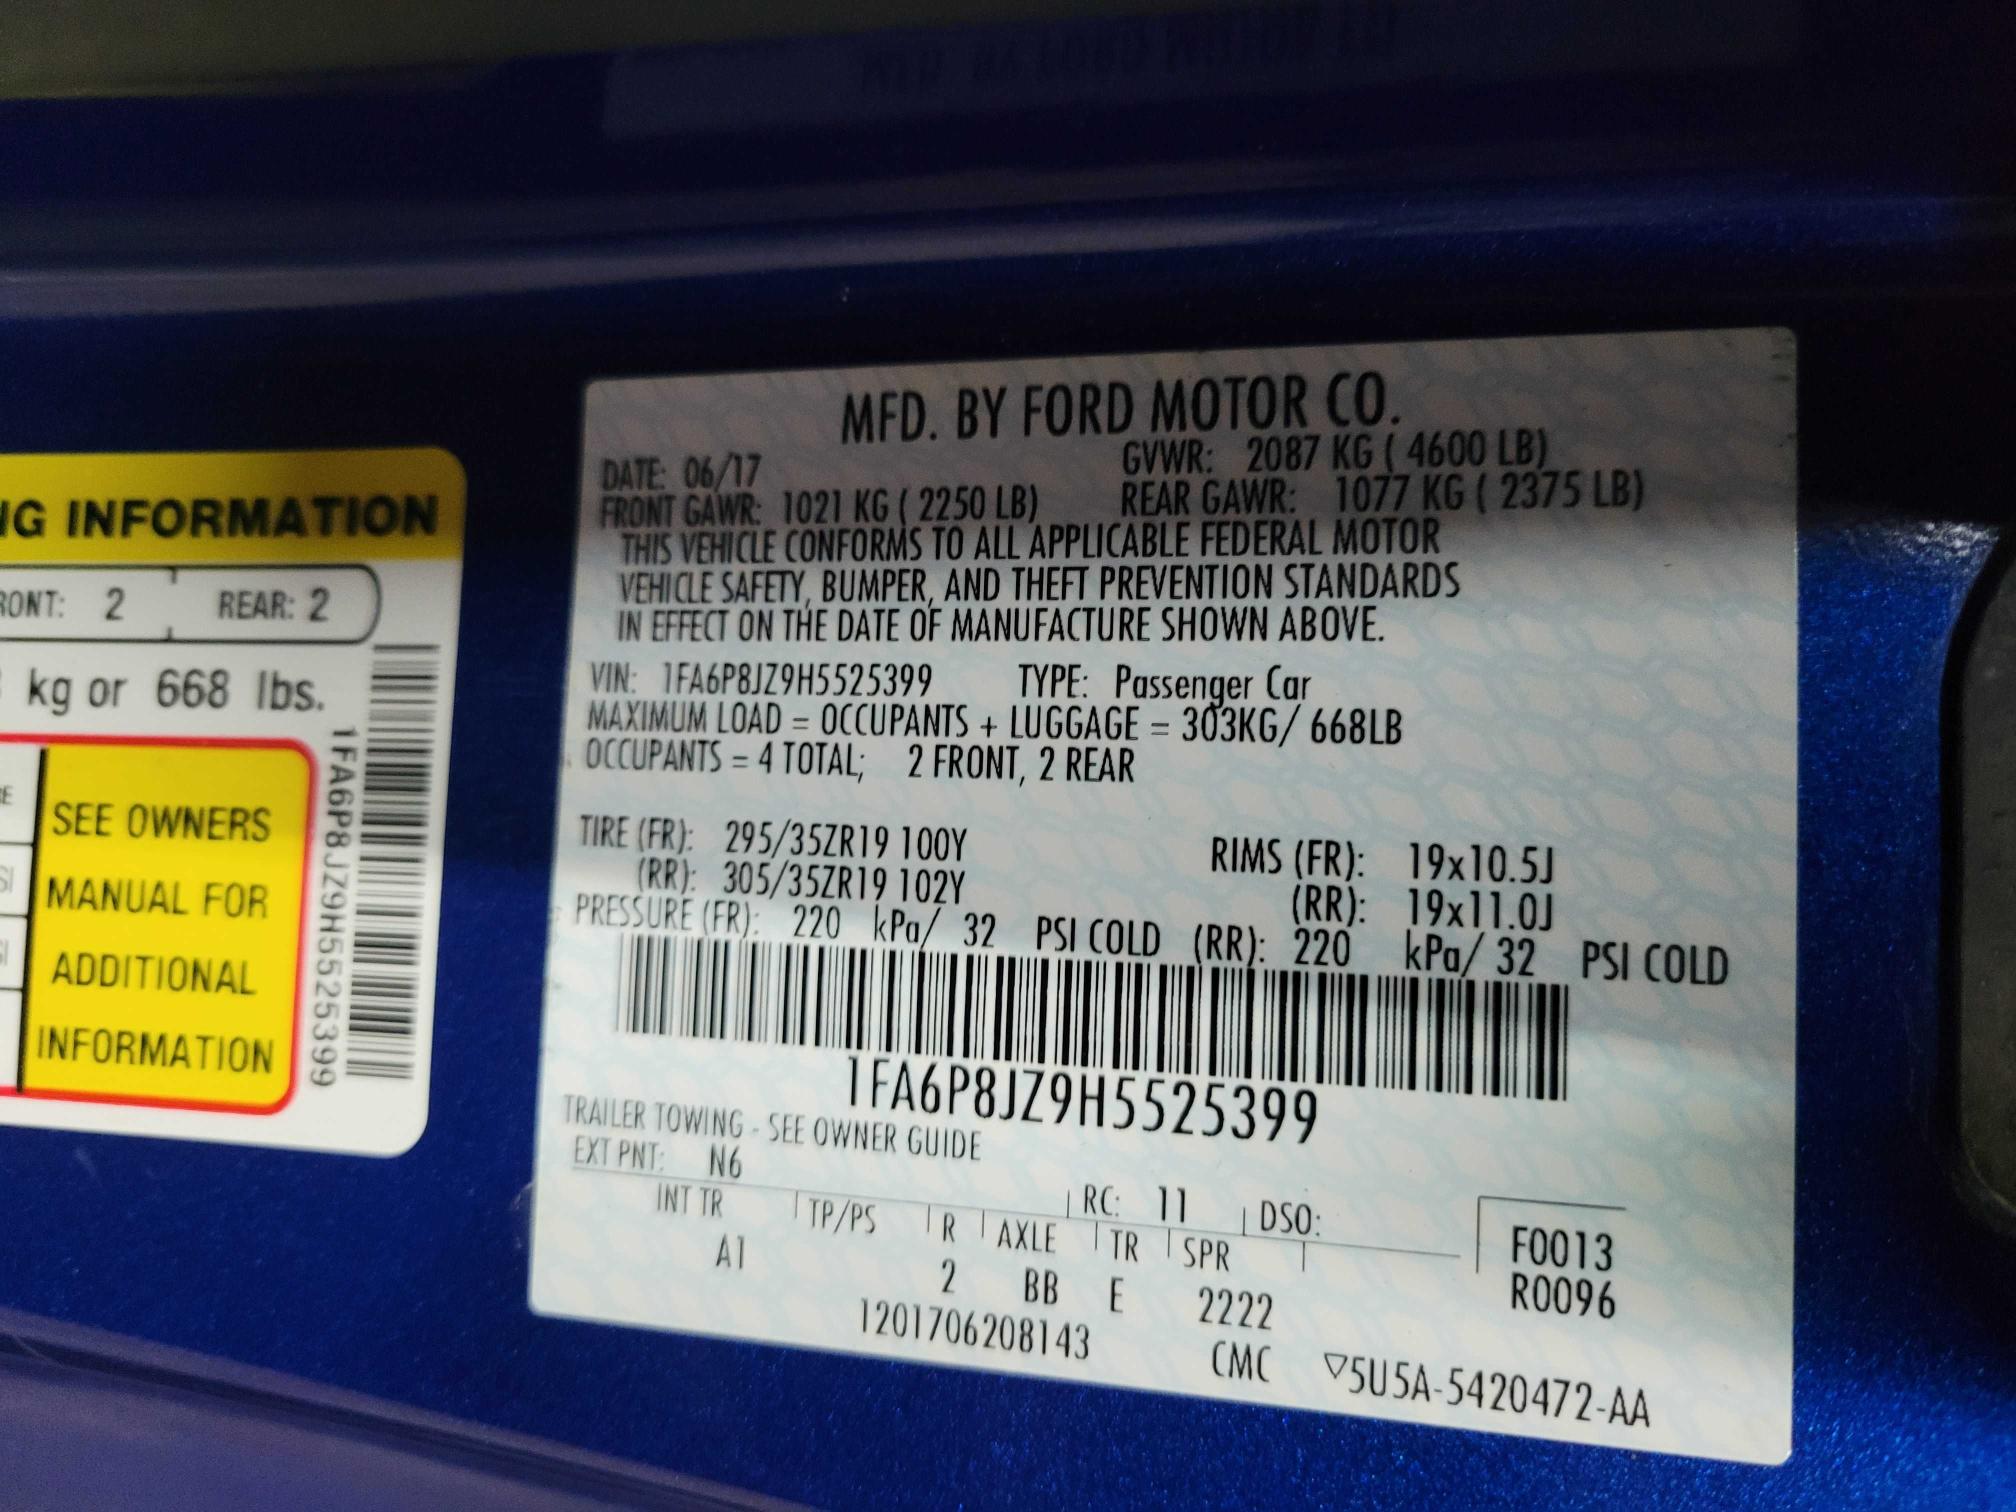 NG INFORMATION
FRONT: 2 REAR: 2
kg or 668 lbs.
SEE OWNERS
MANUAL FOR
ADDITIONAL
INFORMATION
1FA6P8JZ9H5525399
MFD. BY FORD MOTOR CO.
DATE: 06/17 GVWR: 2087 KG ( 4600 LB)
FRONT GAWR: 1021 KG ( 2250 LB) REAR GAWR: 1077 KG ( 2375 LB)
THIS VEHICLE CONFORMS TO ALL APPLICABLE FEDERAL MOTOR
VEHICLE SAFETY, BUMPER, AND THEFT PREVENTION STANDARDS
IN EFFECT ON THE DATE OF MANUFACTURE SHOWN ABOVE.
VIN: 1FA6P8JZ9H5525399 TYPE: Passenger Car
MAXIMUM LOAD = OCCUPANTS + LUGGAGE = 303KG/ 668LB
OCCUPANTS = 4 TOTAL; 2 FRONT, 2 REAR
TIRE (FR): 295/35ZR19 100Y RIMS (FR): 19x10.5J
(RR): 305/35ZR19 102Y (RR): 19x11.0J
PRESSURE (FR): 220 kPa/ 32 PSI COLD (RR): 220 kPa/ 32 PSI COLD
1FA6P8JZ9H5525399
TRAILER TOWING - SEE OWNER GUIDE
EXT PNT: N6 RC: 11 DSO:
INT TR TP/PS R AXLE TR SPR F0013
A1 2 BB E 2222 R0096
1201706208143 CMC ▽5U5A-5420472-AA